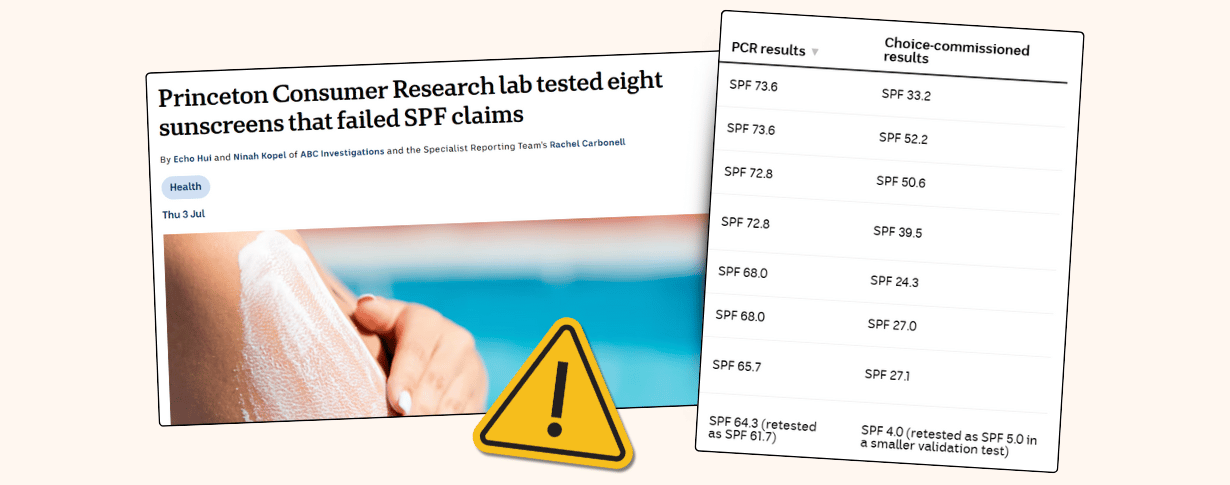 Princeton Consumer Research lab tested eight
sunscreens that failed SPF claims
By Echo Hui and Ninah Kopel of ABC Investigations and the Specialist Reporting Team's Rachel Carbonell
Health
Thu 3 Jul
PCR results ▼ Choice-commissioned
results
SPF 73.6 SPF 33.2
SPF 73.6 SPF 52.2
SPF 72.8 SPF 50.6
SPF 72.8 SPF 39.5
SPF 68.0 SPF 24.3
SPF 68.0 SPF 27.0
SPF 65.7 SPF 27.1
SPF 64.3 (retested SPF 4.0 (retested as SPF 5.0 in
as SPF 61.7) a smaller validation test)
!